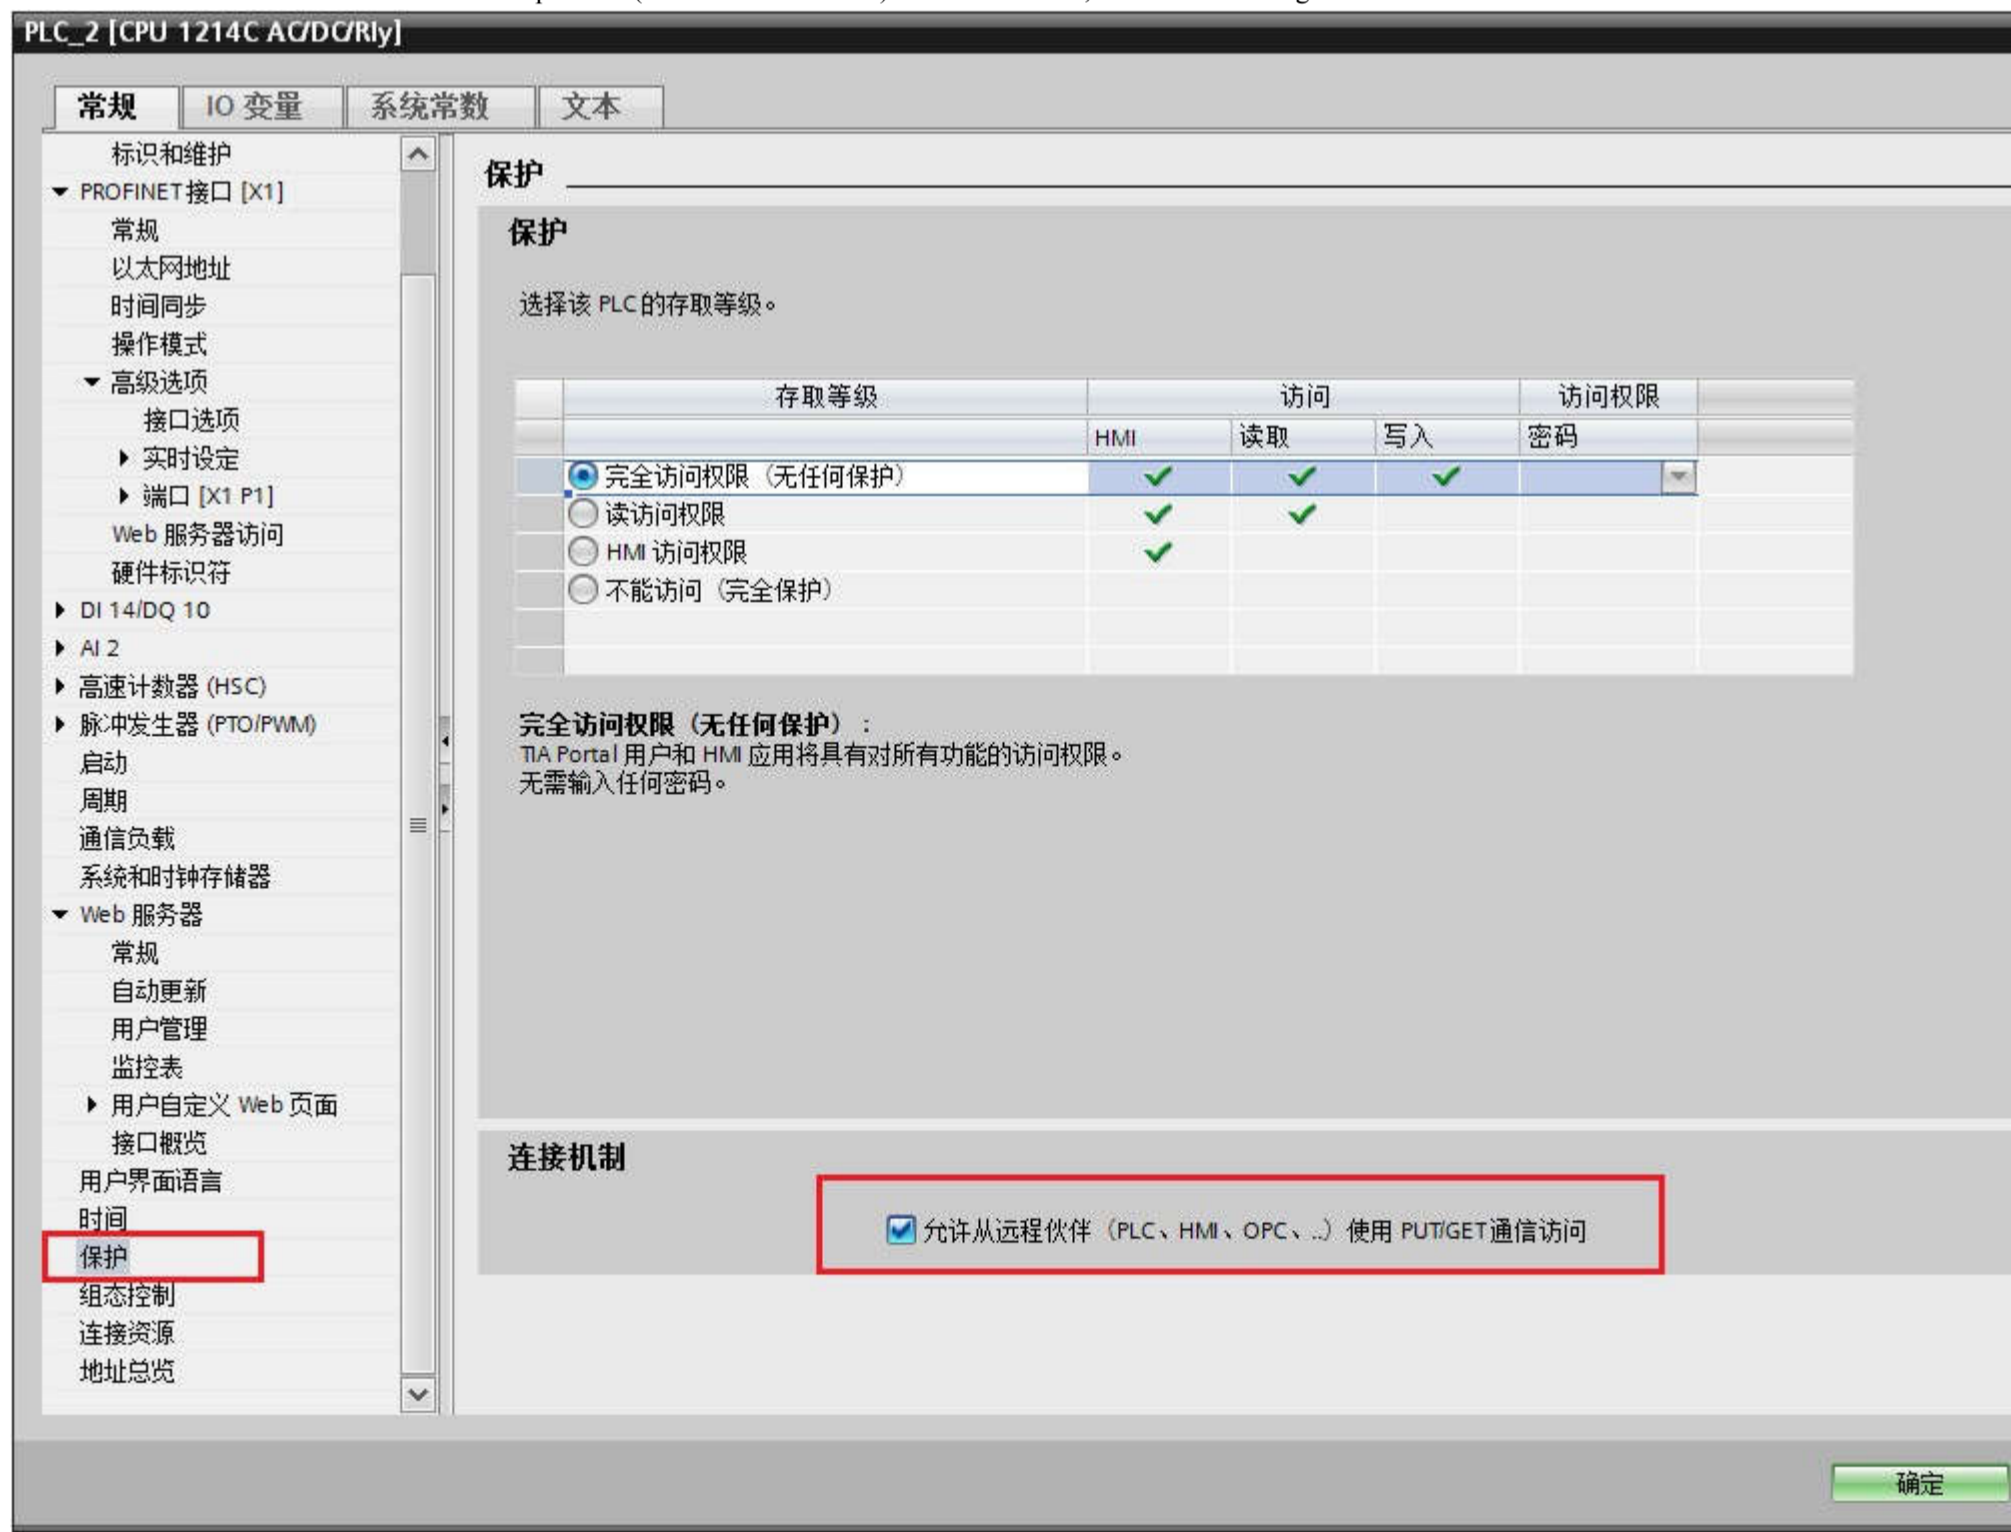 PLC_2 [CPU 1214C AC/DC/Rly]
常规 IO 变量 系统常数 文本
标识和维护
PROFINET接口 [X1]
常规
以太网地址
时间同步
操作模式
高级选项
接口选项
实时设定
端口 [X1 P1]
Web 服务器访问
硬件标识符
DI 14/DQ 10
AI 2
高速计数器 (HSC)
脉冲发生器 (PTO/PWM)
启动
周期
通信负载
系统和时钟存储器
Web 服务器
常规
自动更新
用户管理
监控表
用户自定义 Web 页面
接口概览
用户界面语言
时间
保护
组态控制
连接资源
地址总览
保护
保护
选择该 PLC的存取等级。
存取等级 访问 访问权限
HMI 读取 写入 密码
完全访问权限（无任何保护）
读访问权限
HMI 访问权限
不能访问（完全保护）
完全访问权限（无任何保护）：
TIA Portal 用户和 HMI 应用将具有对所有功能的访问权限。
无需输入任何密码。
连接机制
允许从远程伙伴（PLC、HMI、OPC、...）使用 PUT/GET通信访问
确定